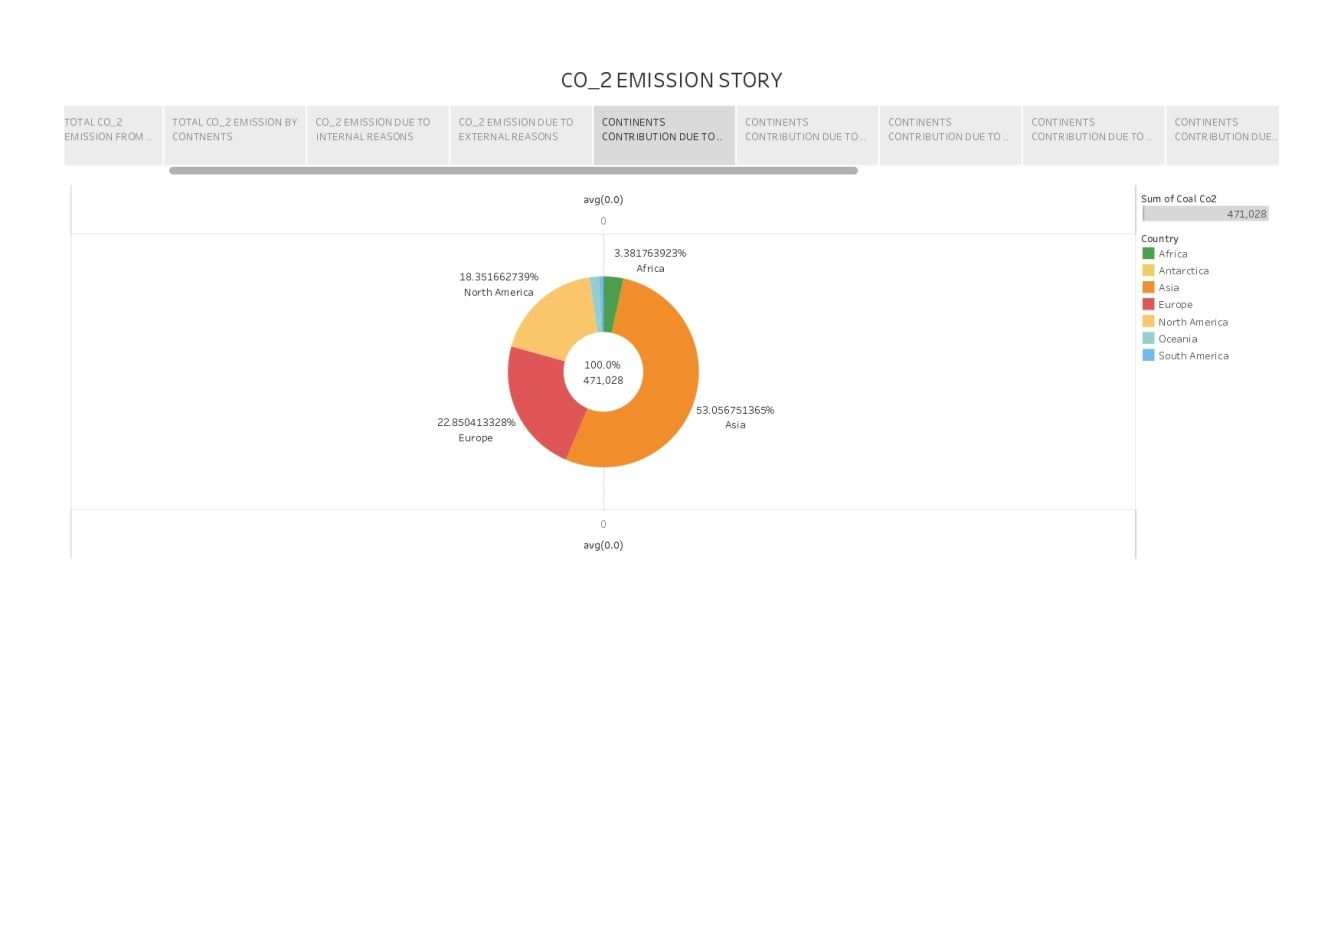 CO_2 EMISSION STORY
TOTAL CO_2
EMISSION FROM ..
TOTAL CO_2 EMISSION BY
CONTNENTS
CO_2 EMISSION DUE TO
INTERNAL REASONS
CO_2 EMISSION DUE TO
EXTERNAL REASONS
CONTINENTS
CONTRIBUTION DUE TO ..
CONTINENTS
CONTRIBUTION DUE TO ..
CONTINENTS
CONTRIBUTION DUE TO ..
CONTINENTS
CONTRIBUTION DUE TO ..
CONTINENTS
CONTRIBUTION DUE..
avg(0.0)
0
3.381763923%
Africa
18.351662739%
North America
100.0%
471,028
53.056751365%
Asia
22.850413328%
Europe
0
avg(0.0)
Sum of Coal Co2
471,028
Country
Africa
Antarctica
Asia
Europe
North America
Oceania
South America